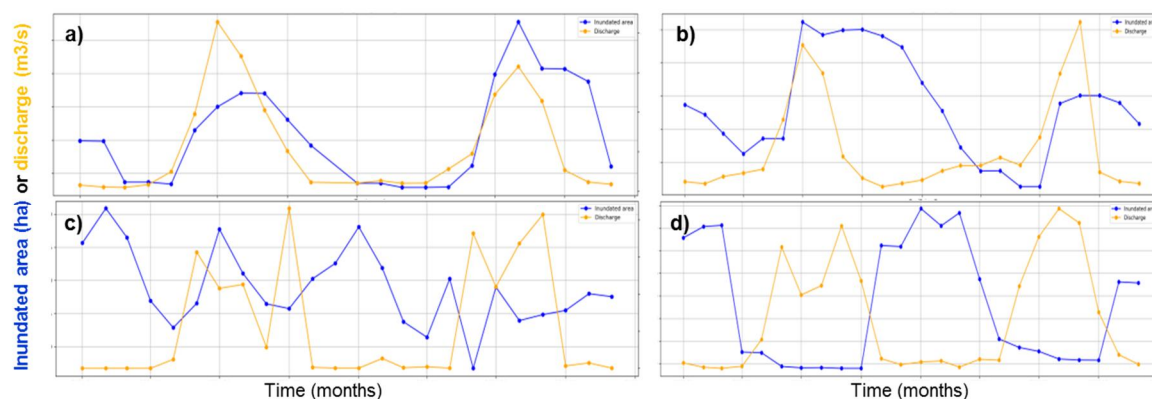 Inundated area (ha) or discharge (m3/s)
a)
Inundated area
Discharge
b)
Inundated area
Discharge
c)
Inundated area
Discharge
d)
Inundated area
Discharge
Time (months)
Time (months)